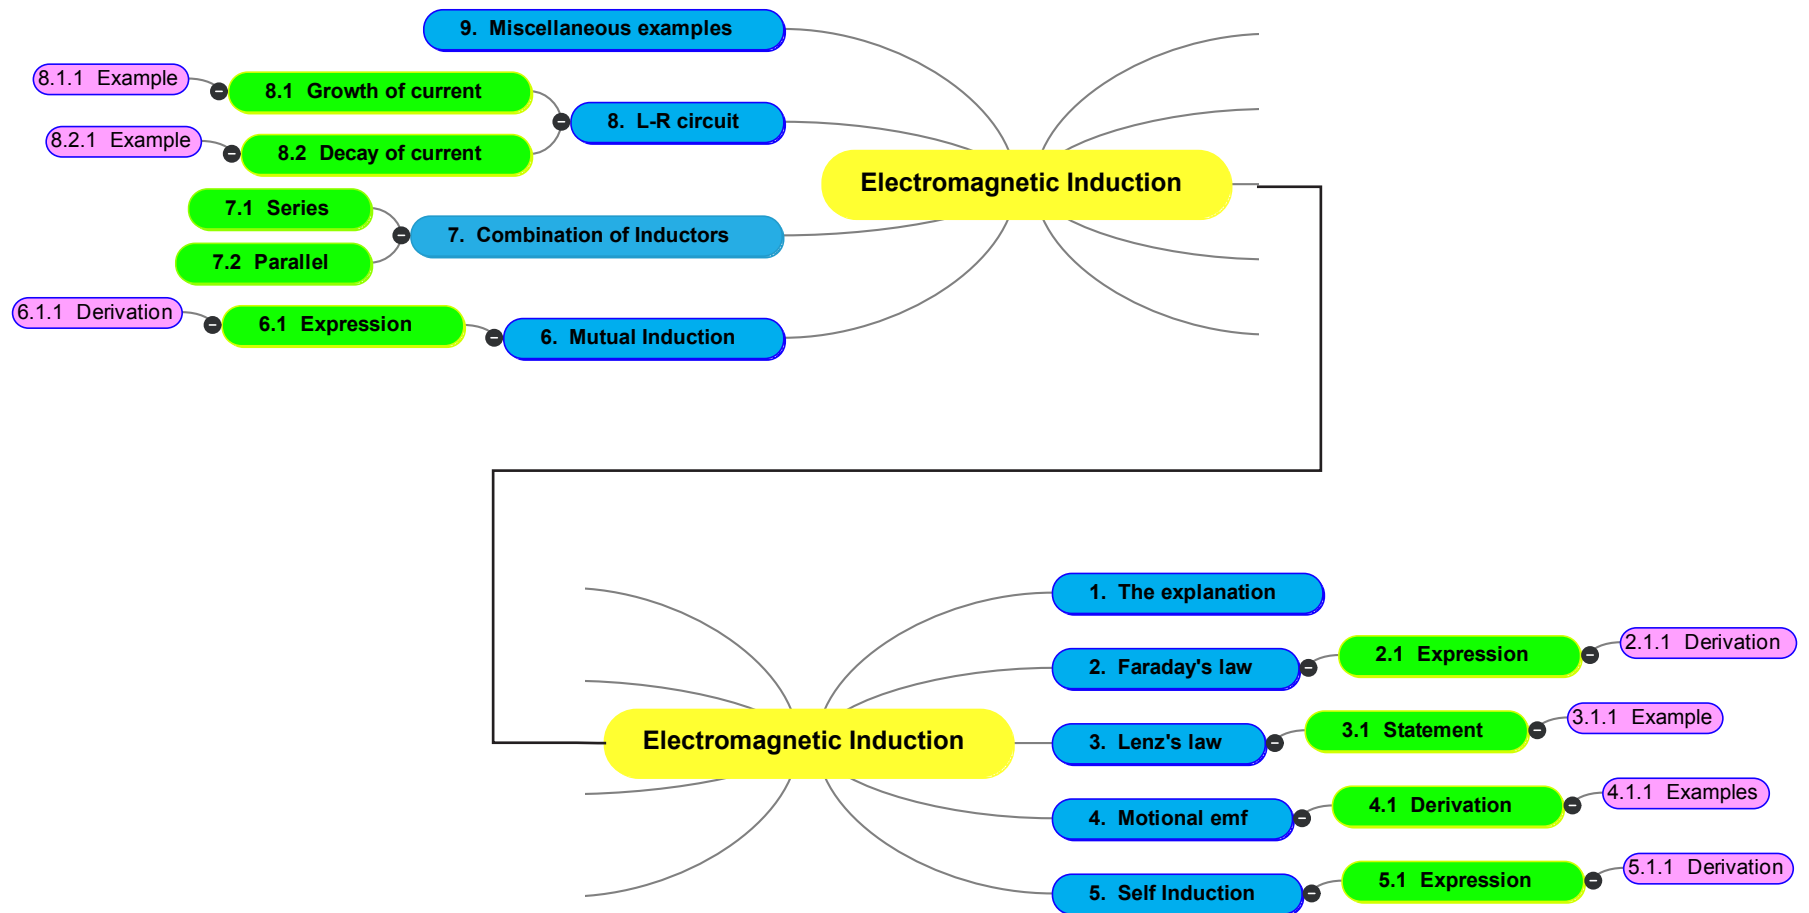 9. Miscellaneous examples
8.1.1 Example
8.1 Growth of current
8. L-R circuit
8.2.1 Example
8.2 Decay of current
Electromagnetic Induction
7.1 Series
7. Combination of Inductors
7.2 Parallel
6.1.1 Derivation
6.1 Expression
6. Mutual Induction
1. The explanation
2. Faraday's law
2.1 Expression
2.1.1 Derivation
Electromagnetic Induction
3. Lenz's law
3.1 Statement
3.1.1 Example
4. Motional emf
4.1 Derivation
4.1.1 Examples
5. Self Induction
5.1 Expression
5.1.1 Derivation